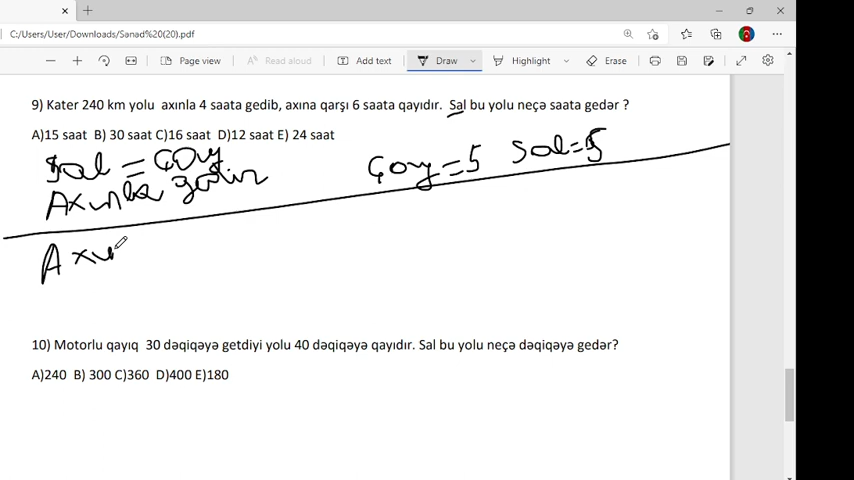 C:/Users/User/Downloads/Sanad%20(20).pdf
Page view
Read aloud
Add text
Draw
Highlight
Erase
9) Kater 240 km yolu axınla 4 saata gedib, axına qarşı 6 saata qayıdır. Sal bu yolu neçə saata gedər ?
A)15 saat B) 30 saat C)16 saat D)12 saat E) 24 saat
Sal = Çay
Çay = 5 Sal = 5
Axınla gedir
Axı
10) Motorlu qayıq 30 dəqiqəyə getdiyi yolu 40 dəqiqəyə qayıdır. Sal bu yolu neçə dəqiqəyə gedər?
A)240 B) 300 C)360 D)400 E)180